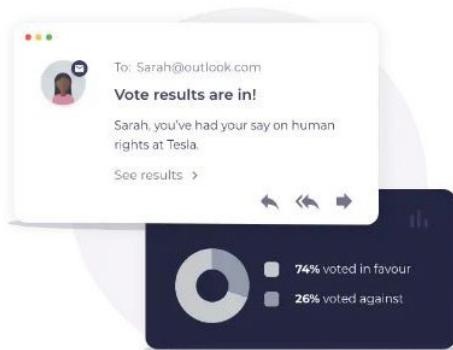 To: Sarah@outlook.com
Vote results are in!
Sarah, you've had your say on human
rights at Tesla.
See results >
74% voted in favour
26% voted against